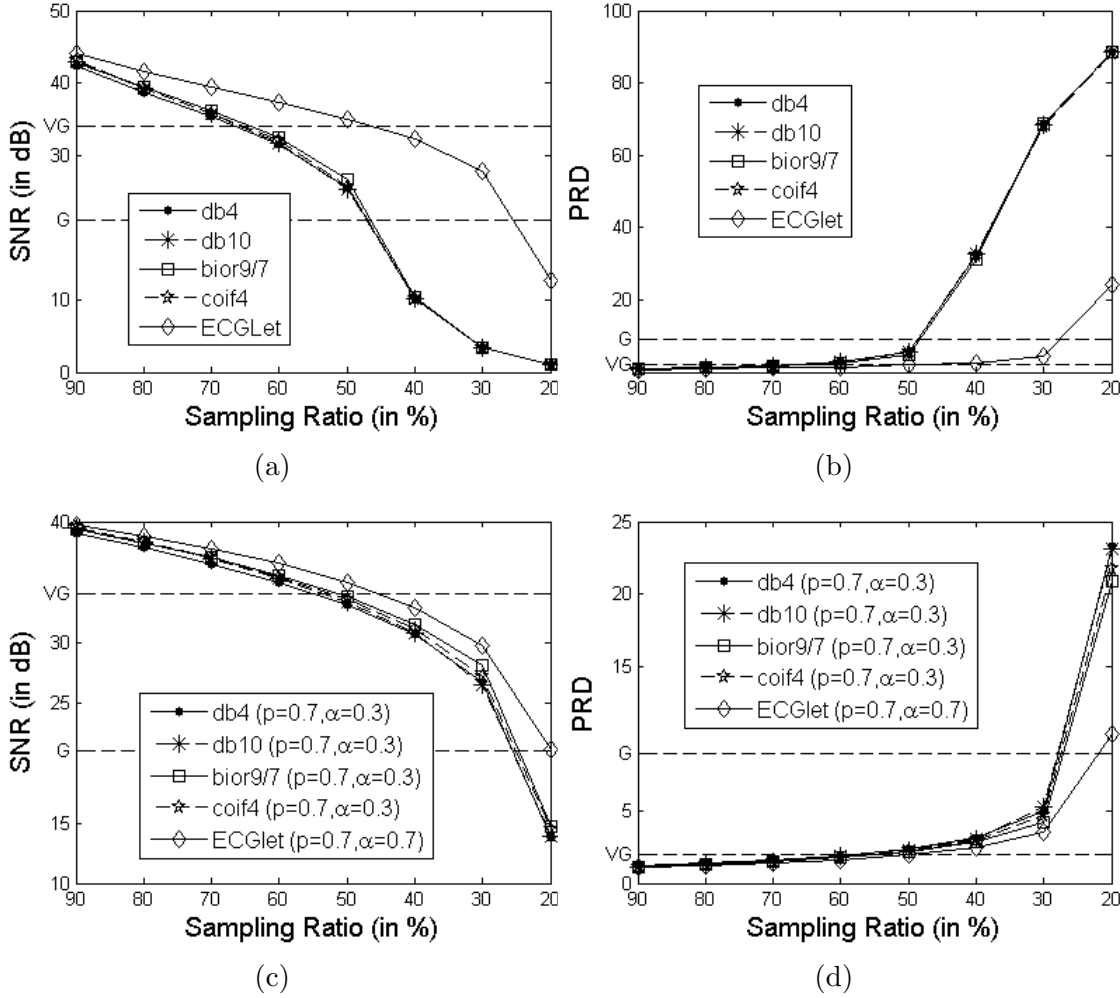 50
40
VG
30
G
10
0
SNR (in dB)
db4
db10
bior9/7
coif4
ECGLet
90 80 70 60 50 40 30 20
Sampling Ratio (in %)
(a)
100
80
60
40
20
G
VG
0
PRD
db4
db10
bior9/7
coif4
ECGlet
90 80 70 60 50 40 30 20
Sampling Ratio (in %)
(b)
40
VG
30
25
G
15
10
SNR (in dB)
db4 (p=0.7,α=0.3)
db10 (p=0.7,α=0.3)
bior9/7 (p=0.7,α=0.3)
coif4 (p=0.7,α=0.3)
ECGlet (p=0.7,α=0.7)
90 80 70 60 50 40 30 20
Sampling Ratio (in %)
(c)
25
20
15
G
5
VG
0
PRD
db4 (p=0.7,α=0.3)
db10 (p=0.7,α=0.3)
bior9/7 (p=0.7,α=0.3)
coif4 (p=0.7,α=0.3)
ECGlet (p=0.7,α=0.7)
90 80 70 60 50 40 30 20
Sampling Ratio (in %)
(d)